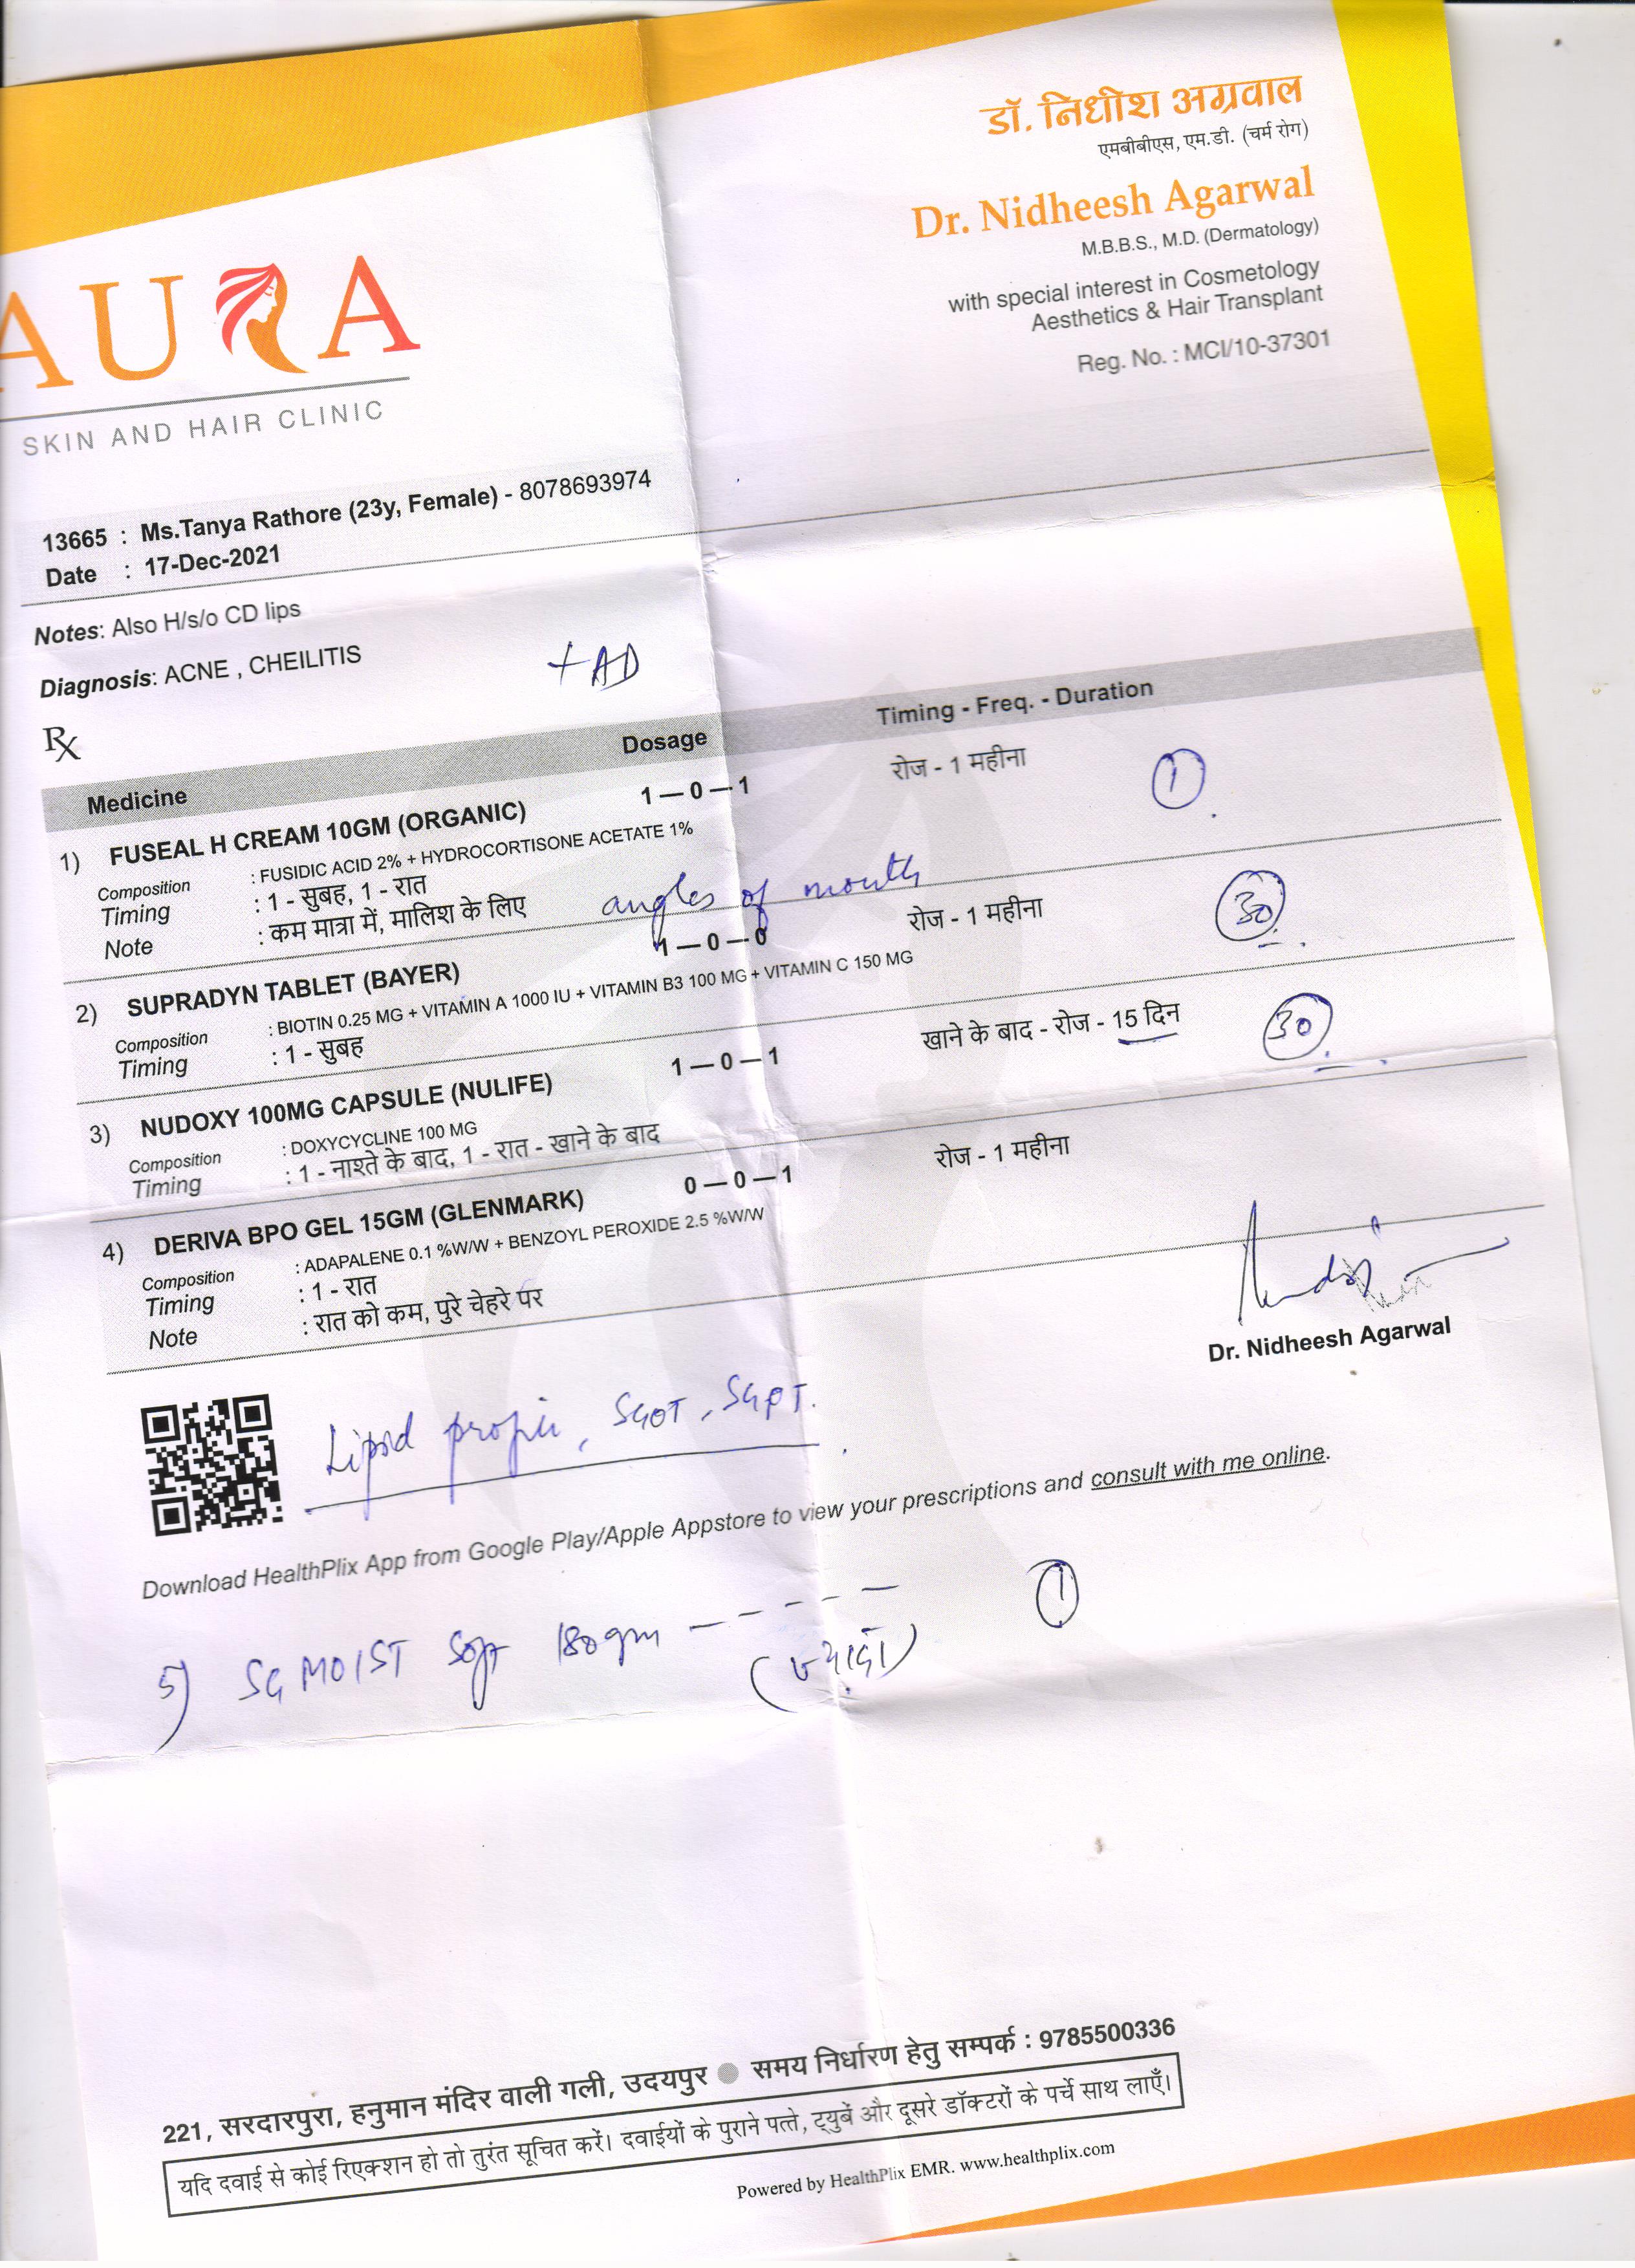 डॉ. निधीश अग्रवाल
एमबीबीएस, एम.डी. (चर्म रोग)
Dr. Nidheesh Agarwal
M.B.B.S., M.D. (Dermatology)
with special interest in Cosmetology
Aesthetics & Hair Transplant
Reg. No. : MCI/10-37301
AURA
SKIN AND HAIR CLINIC
13665 : Ms.Tanya Rathore (23y, Female) - 8078693974
Date : 17-Dec-2021
Notes: Also H/s/o CD lips
Diagnosis: ACNE , CHEILITIS + AD
Rx
Medicine Dosage Timing - Freq. - Duration
1) FUSEAL H CREAM 10GM (ORGANIC) 1 — 0 — 1 रोज - 1 महीना 1
Composition : FUSIDIC ACID 2% + HYDROCORTISONE ACETATE 1%
Timing : 1 - सुबह, 1 - रात
Note : कम मात्रा में, मालिश के लिए angles of mouth
2) SUPRADYN TABLET (BAYER) 1 — 0 — 0 रोज - 1 महीना 30
Composition : BIOTIN 0.25 MG + VITAMIN A 1000 IU + VITAMIN B3 100 MG + VITAMIN C 150 MG
Timing : 1 - सुबह
3) NUDOXY 100MG CAPSULE (NULIFE) 1 — 0 — 1 खाने के बाद - रोज - 15 दिन 30
Composition : DOXYCYCLINE 100 MG
Timing : 1 - नाश्ते के बाद, 1 - रात - खाने के बाद
4) DERIVA BPO GEL 15GM (GLENMARK) 0 — 0 — 1 रोज - 1 महीना
Composition : ADAPALENE 0.1 %W/W + BENZOYL PEROXIDE 2.5 %W/W
Timing : 1 - रात
Note : रात को कम, पुरे चेहरे पर
Dr. Nidheesh Agarwal
Lipid profile, SGOT, SGPT.
Download HealthPlix App from Google Play/Apple Appstore to view your prescriptions and consult with me online.
5) SG MOIST Soft 180gm - - - - - 1
(ज्यादा)
221, सरदारपुरा, हनुमान मंदिर वाली गली, उदयपुर ● समय निर्धारण हेतु सम्पर्क : 9785500336
यदि दवाई से कोई रिएक्शन हो तो तुरंत सूचित करें। दवाईयों के पुराने पत्ते, ट्युबें और दूसरे डॉक्टरों के पर्चे साथ लाएँ।
Powered by HealthPlix EMR. www.healthplix.com